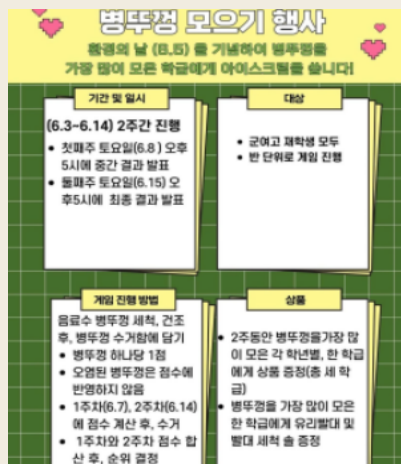 병뚜껑 모으기 행사
환경의 날 (6.5) 을 기념하여 병뚜껑을
가장 많이 모은 학급에게 아이스크림을 쏩니다!
기간 및 일시
(6.3~6.14) 2주간 진행
• 첫째주 토요일(6.8) 오후
5시에 중간 결과 발표
• 둘째주 토요일(6.15) 오
후5시에 최종 결과 발표
대상
• 군여고 재학생 모두
• 반 단위로 게임 진행
게임 진행 방법
음료수 병뚜껑 세척, 건조
후, 병뚜껑 수거함에 담기
• 병뚜껑 하나당 1점
• 오염된 병뚜껑은 점수에
반영하지 않음
• 1주차(6.7), 2주차(6.14)
에 점수 계산 후, 수거
• 1주차와 2주차 점수 합
산 후, 순위 결정
상품
• 2주동안 병뚜껑을가장 많
이 모은 각 학년별, 한 학급
에게 상품 증정(총 세 학
급)
• 병뚜껑을 가장 많이 모은
한 학급에게 유리빨대 및
빨대 세척 솔 증정